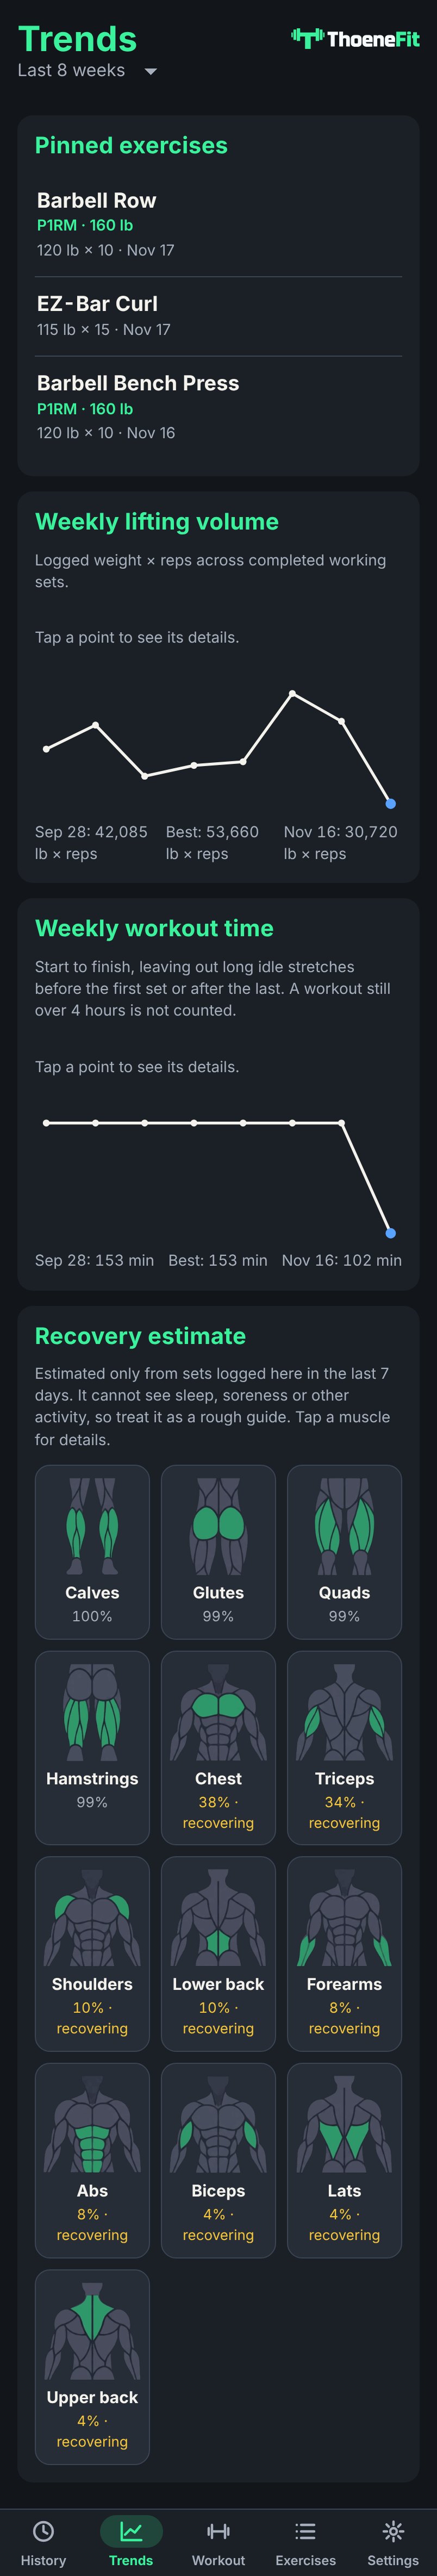 Trends
ThoeneFit
Last 8 weeks
Pinned exercises
Barbell Row
P1RM · 160 lb
120 lb × 10 · Nov 17
EZ-Bar Curl
115 lb × 15 · Nov 17
Barbell Bench Press
P1RM · 160 lb
120 lb × 10 · Nov 16
Weekly lifting volume
Logged weight × reps across completed working
sets.
Tap a point to see its details.
Sep 28: 42,085
lb × reps
Best: 53,660
lb × reps
Nov 16: 30,720
lb × reps
Weekly workout time
Start to finish, leaving out long idle stretches
before the first set or after the last. A workout still
over 4 hours is not counted.
Tap a point to see its details.
Sep 28: 153 min
Best: 153 min
Nov 16: 102 min
Recovery estimate
Estimated only from sets logged here in the last 7
days. It cannot see sleep, soreness or other
activity, so treat it as a rough guide. Tap a muscle
for details.
Calves
100%
Glutes
99%
Quads
99%
Hamstrings
99%
Chest
38% ·
recovering
Triceps
34% ·
recovering
Shoulders
10% ·
recovering
Lower back
10% ·
recovering
Forearms
8% ·
recovering
Abs
8% ·
recovering
Biceps
4% ·
recovering
Lats
4% ·
recovering
Upper back
4% ·
recovering
History
Trends
Workout
Exercises
Settings